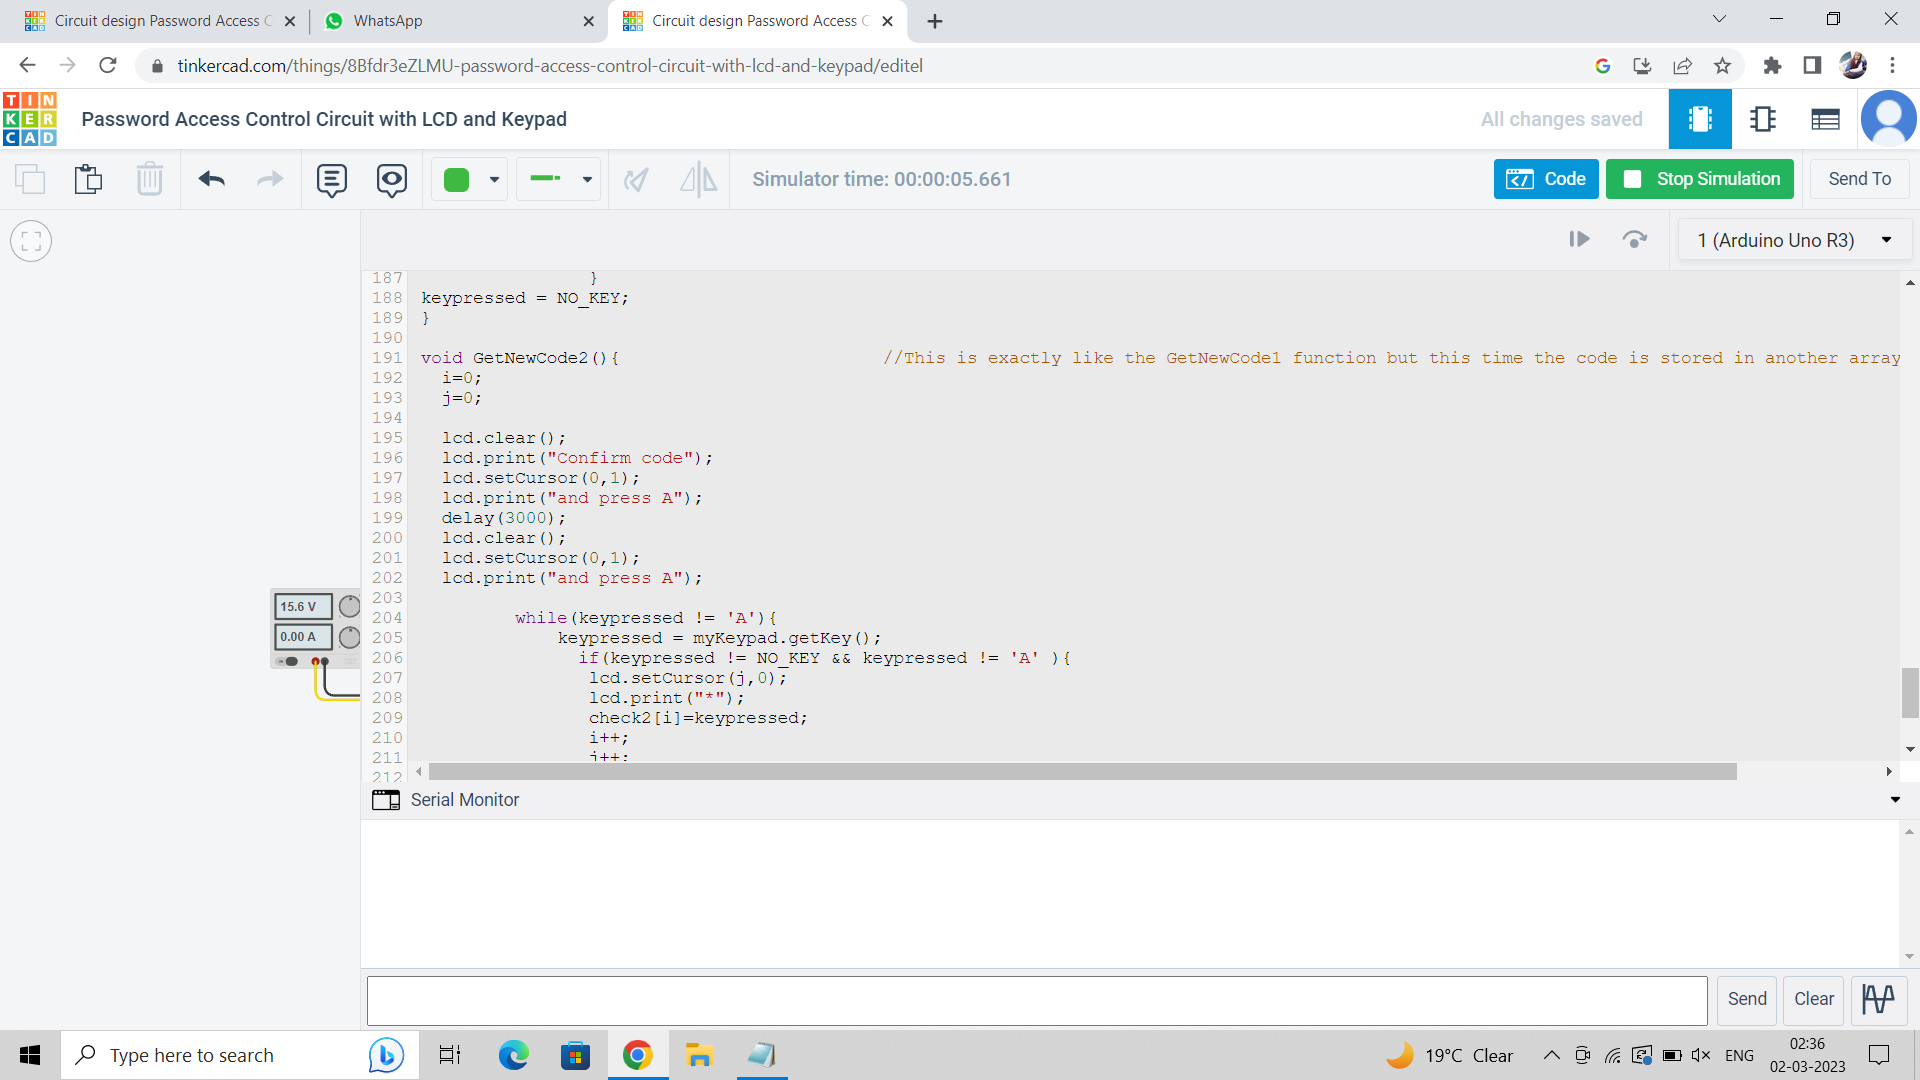 Circuit design Password Access C
WhatsApp
Circuit design Password Access C
tinkercad.com/things/8Bfdr3eZLMU-password-access-control-circuit-with-lcd-and-keypad/editel
TIN
KER
CAD
Password Access Control Circuit with LCD and Keypad
All changes saved
Simulator time: 00:00:05.661
Code
Stop Simulation
Send To
1 (Arduino Uno R3)
187 }
188 keypressed = NO_KEY;
189 }
190
191 void GetNewCode2(){ //This is exactly like the GetNewCode1 function but this time the code is stored in another array
192 i=0;
193 j=0;
194
195 lcd.clear();
196 lcd.print("Confirm code");
197 lcd.setCursor(0,1);
198 lcd.print("and press A");
199 delay(3000);
200 lcd.clear();
201 lcd.setCursor(0,1);
202 lcd.print("and press A");
203
204 while(keypressed != 'A'){
205 keypressed = myKeypad.getKey();
206 if(keypressed != NO_KEY && keypressed != 'A' ){
207 lcd.setCursor(j,0);
208 lcd.print("*");
209 check2[i]=keypressed;
210 i++;
211 j++;
212
15.6 V
0.00 A
Serial Monitor
Send
Clear
Type here to search
19°C Clear
ENG
02:36
02-03-2023